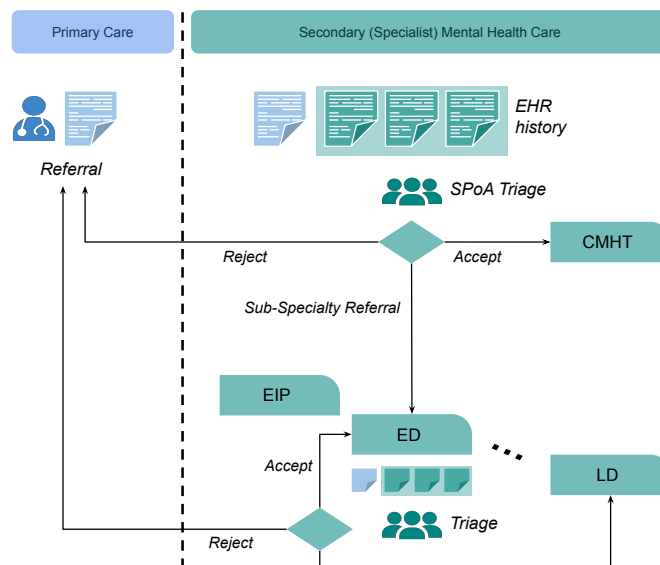 Primary Care
Secondary (Specialist) Mental Health Care
EHR
history
Referral
SPoA Triage
Reject
Accept
CMHT
Sub-Specialty Referral
EIP
ED
Accept
LD
Triage
Reject